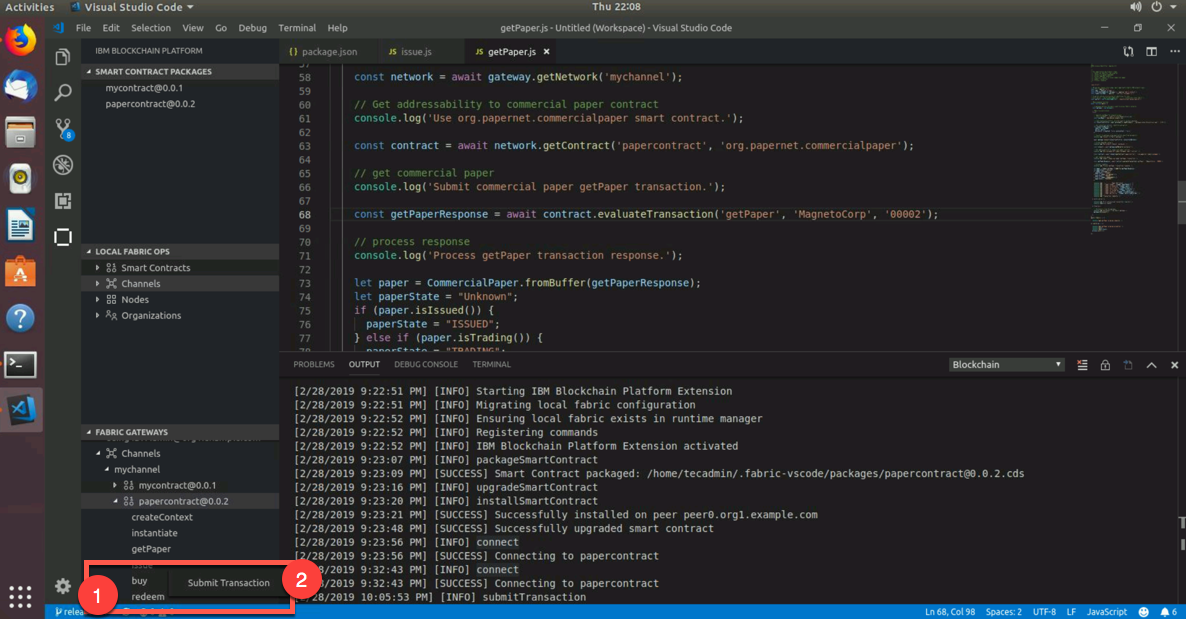 Activities
Visual Studio Code
Thu 22:08
File Edit Selection View Go Debug Terminal Help
getPaper.js - Untitled (Workspace) - Visual Studio Code
IBM BLOCKCHAIN PLATFORM
SMART CONTRACT PACKAGES
mycontract@0.0.1
papercontract@0.0.2
LOCAL FABRIC OPS
Smart Contracts
Channels
Nodes
Organizations
FABRIC GATEWAYS
Channels
mychannel
mycontract@0.0.1
papercontract@0.0.2
createContext
instantiate
getPaper
buy
redeem
Submit Transaction
1
2
8
{} package.json
JS issue.js
JS getPaper.js
58 const network = await gateway.getNetwork('mychannel');
59
60 // Get addressability to commercial paper contract
61 console.log('Use org.papernet.commercialpaper smart contract.');
62
63 const contract = await network.getContract('papercontract', 'org.papernet.commercialpaper');
64
65 // get commercial paper
66 console.log('Submit commercial paper getPaper transaction.');
67
68 const getPaperResponse = await contract.evaluateTransaction('getPaper', 'MagnetoCorp', '00002');
69
70 // process response
71 console.log('Process getPaper transaction response.');
72
73 let paper = CommercialPaper.fromBuffer(getPaperResponse);
74 let paperState = "Unknown";
75 if (paper.isIssued()) {
76 paperState = "ISSUED";
77 } else if (paper.isTrading()) {
paperState = "TRADING";
PROBLEMS OUTPUT DEBUG CONSOLE TERMINAL
Blockchain
[2/28/2019 9:22:51 PM] [INFO] Starting IBM Blockchain Platform Extension
[2/28/2019 9:22:51 PM] [INFO] Migrating local fabric configuration
[2/28/2019 9:22:52 PM] [INFO] Ensuring local fabric exists in runtime manager
[2/28/2019 9:22:52 PM] [INFO] Registering commands
[2/28/2019 9:22:52 PM] [INFO] IBM Blockchain Platform Extension activated
[2/28/2019 9:23:07 PM] [INFO] packageSmartContract
[2/28/2019 9:23:09 PM] [SUCCESS] Smart Contract packaged: /home/tecadmin/.fabric-vscode/packages/papercontract@0.0.2.cds
[2/28/2019 9:23:16 PM] [INFO] upgradeSmartContract
[2/28/2019 9:23:20 PM] [INFO] installSmartContract
[2/28/2019 9:23:21 PM] [SUCCESS] Successfully installed on peer peer0.org1.example.com
[2/28/2019 9:23:48 PM] [SUCCESS] Successfully upgraded smart contract
[2/28/2019 9:23:56 PM] [INFO] connect
[2/28/2019 9:23:56 PM] [SUCCESS] Connecting to papercontract
[2/28/2019 9:32:43 PM] [INFO] connect
[2/28/2019 9:32:43 PM] [SUCCESS] Connecting to papercontract
/28/2019 10:05:53 PM] [INFO] submitTransaction
Ln 68, Col 98 Spaces: 2 UTF-8 LF JavaScript 6